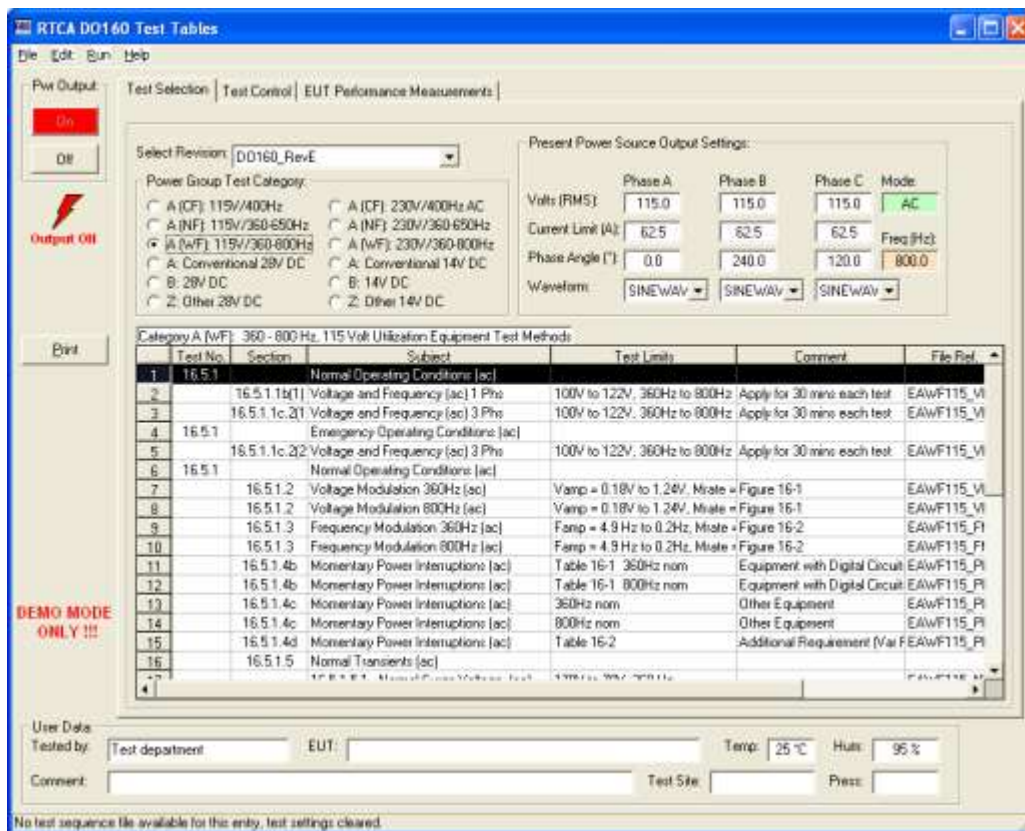 RTCA DO160 Test Tables
File Edit Run Help
Pwr Output:
On
Off
Output Off
Print
DEMO MODE
ONLY !!!
Test Selection Test Control EUT Performance Measurements
Select Revision: DO160_RevE
Power Group Test Category:
A (CF): 115V//400Hz A (CF): 230V//400Hz AC
A (NF): 115V//360-650Hz A (NF): 230V//360-650Hz
A (WF): 115V//360-800Hz A (WF): 230V//360-800Hz
A: Conventional 28V DC A: Conventional 14V DC
B: 28V DC B: 14V DC
Z: Other 28V DC Z: Other 14V DC
Present Power Source Output Settings:
Phase A Phase B Phase C Mode:
Volts (RMS): 115.0 115.0 115.0 AC
Current Limit (A): 62.5 62.5 62.5 Freq (Hz):
Phase Angle (°): 0.0 240.0 120.0 800.0
Waveform: SINEWAV SINEWAV SINEWAV
Category A (WF): 360 - 800 Hz, 115 Volt Utilization Equipment Test Methods
Test No. Section Subject Test Limits Comment File Ref.
1 16.5.1 Normal Operating Conditions (ac)
2 16.5.1.1b(1) Voltage and Frequency (ac) 1 Phs 100V to 122V, 360Hz to 800Hz Apply for 30 mins each test EAWF115_V
3 16.5.1.1c.2(1 Voltage and Frequency (ac) 3 Phs 100V to 122V, 360Hz to 800Hz Apply for 30 mins each test EAWF115_V
4 16.5.1 Emergency Operating Conditions (ac)
5 16.5.1.1c.2(2 Voltage and Frequency (ac) 3 Phs 100V to 122V, 360Hz to 800Hz Apply for 30 mins each test EAWF115_V
6 16.5.1 Normal Operating Conditions (ac)
7 16.5.1.2 Voltage Modulation 360Hz (ac) Vamp = 0.18V to 1.24V, Mrate = Figure 16-1 EAWF115_V
8 16.5.1.2 Voltage Modulation 800Hz (ac) Vamp = 0.18V to 1.24V, Mrate = Figure 16-1 EAWF115_V
9 16.5.1.3 Frequency Modulation 360Hz (ac) Famp = 4.9 Hz to 0.2Hz, Mrate = Figure 16-2 EAWF115_F
10 16.5.1.3 Frequency Modulation 800Hz (ac) Famp = 4.9 Hz to 0.2Hz, Mrate = Figure 16-2 EAWF115_F
11 16.5.1.4b Momentary Power Interruptions (ac) Table 16-1 360Hz nom Equipment with Digital Circuit EAWF115_P
12 16.5.1.4b Momentary Power Interruptions (ac) Table 16-1 800Hz nom Equipment with Digital Circuit EAWF115_P
13 16.5.1.4c Momentary Power Interruptions (ac) 360Hz nom Other Equipment EAWF115_P
14 16.5.1.4c Momentary Power Interruptions (ac) 800Hz nom Other Equipment EAWF115_P
15 16.5.1.4d Momentary Power Interruptions (ac) Table 16-2 Additional Requirement (Var F EAWF115_P
16 16.5.1.5 Normal Transients (ac)
User Data:
Tested by: Test department EUT: Temp: 25 °C Hum: 95 %
Comment: Test Site: Press:
No test sequence file available for this entry, test settings cleared.